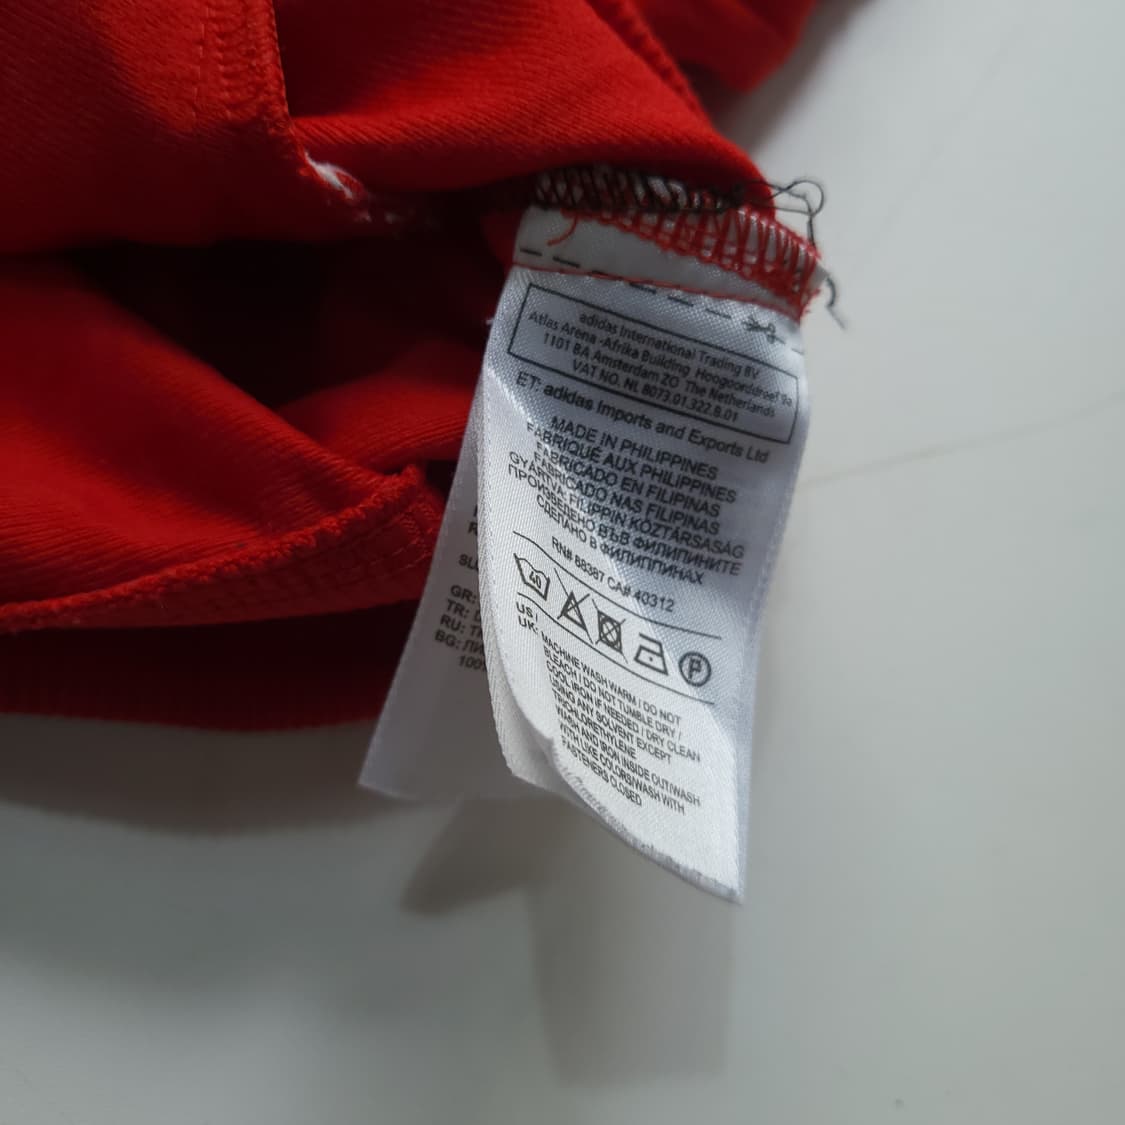 adidas International Trading BV
Atlas Arena -Afrika Building Hoogoorddreef 9a
1101 BA Amsterdam ZO The Netherlands
VAT NO. NL 8073.01.322.B.01
ET: adidas Imports and Exports Ltd
MADE IN PHILIPPINES
FABRIQUÉ AUX PHILIPPINES
FABRICADO EN FILIPINAS
FABRICADO NAS FILIPINAS
GYÁRTVA: FILIPPIN KÖZTÁRSASÁG
ПРОИЗВЕДЕНО ВЪВ ФИЛИПИНИТЕ
СДЕЛАНО В ФИЛИППИНАХ
RN# 88387 CA# 40312
40
P
US /
UK: MACHINE WASH WARM / DO NOT
BLEACH / DO NOT TUMBLE DRY /
COOL IRON IF NEEDED / DRY CLEAN
USING ANY SOLVENT EXCEPT
TRICHLORETHYLENE
WASH AND IRON INSIDE OUT/WASH
WITH LIKE COLORS/WASH WITH
FASTENERS CLOSED
GR:
TR:
RU:
BG: